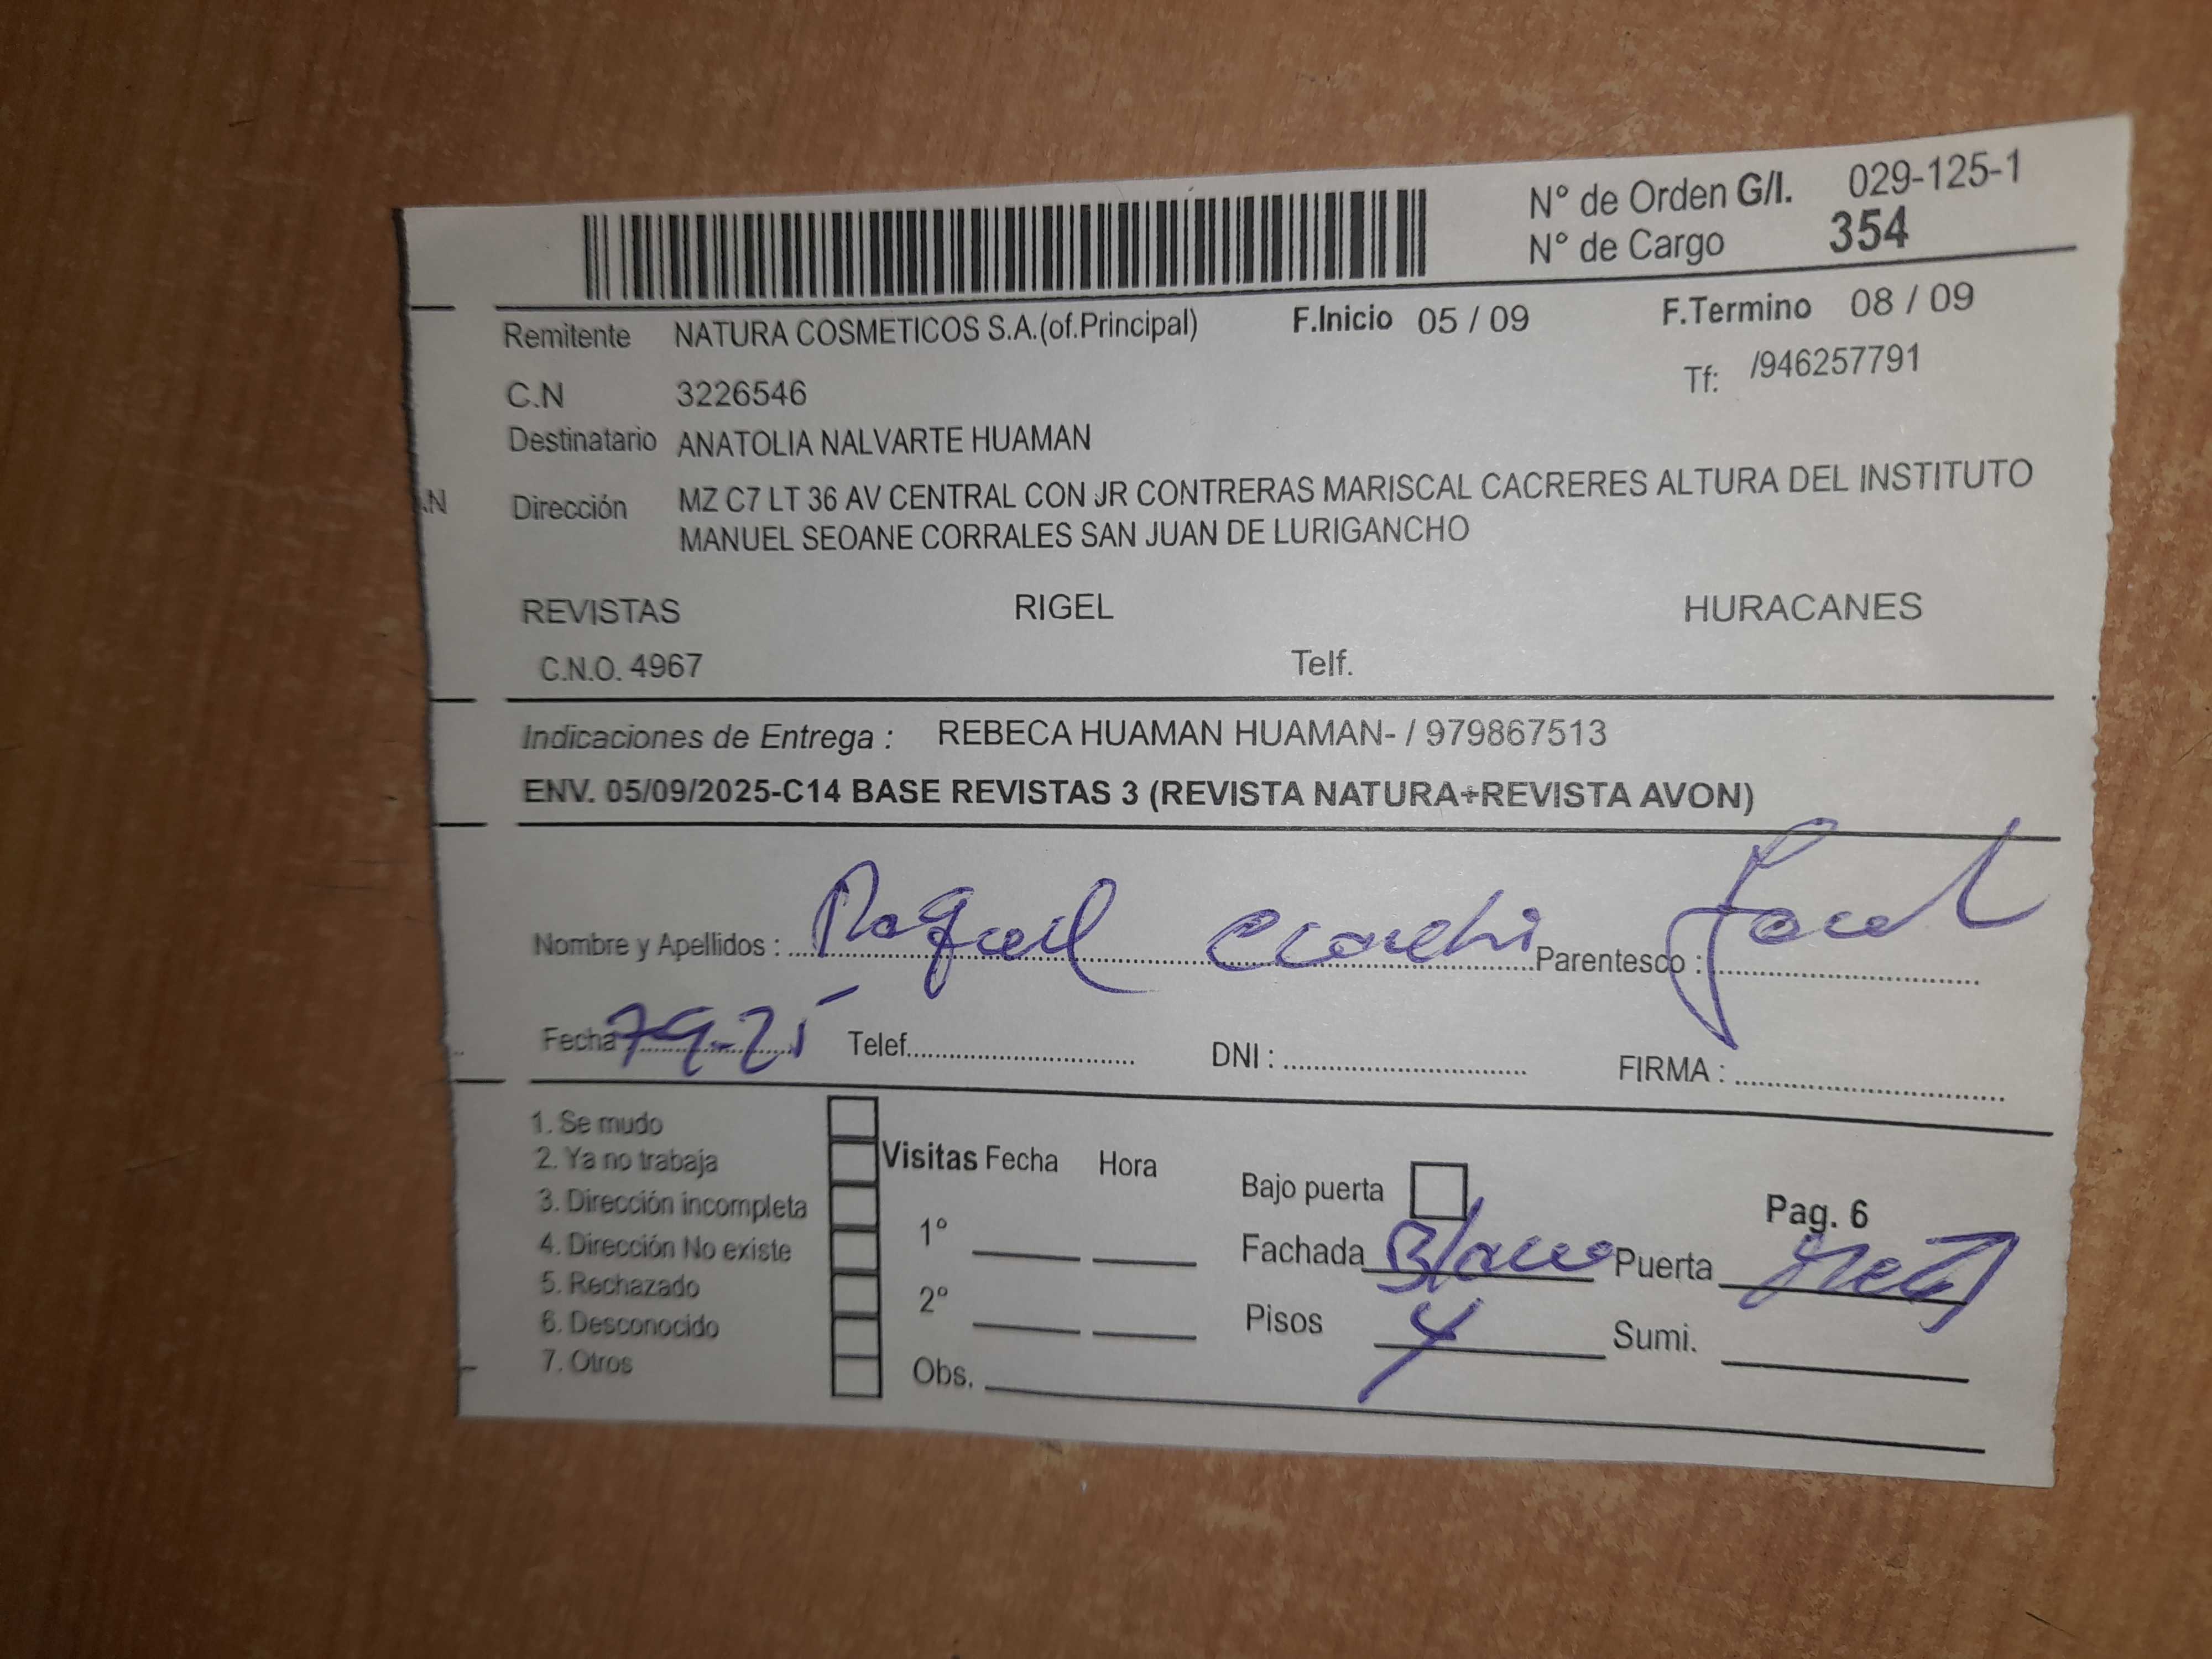 N° de Orden G/I. 029-125-1
N° de Cargo 354
Remitente NATURA COSMETICOS S.A.(of.Principal) F.Inicio 05 / 09 F.Termino 08 / 09
C.N 3226546 Tf: /946257791
Destinatario ANATOLIA NALVARTE HUAMAN
AN
Dirección MZ C7 LT 36 AV CENTRAL CON JR CONTRERAS MARISCAL CACRERES ALTURA DEL INSTITUTO
MANUEL SEOANE CORRALES SAN JUAN DE LURIGANCHO
REVISTAS RIGEL HURACANES
C.N.O. 4967 Telf.
Indicaciones de Entrega : REBECA HUAMAN HUAMAN- / 979867513
ENV. 05/09/2025-C14 BASE REVISTAS 3 (REVISTA NATURA+REVISTA AVON)
Nombre y Apellidos : Raquel Parentesco :
Fecha : 7-9-25 Telef. DNI : FIRMA :
1. Se mudo
2. Ya no trabaja Visitas Fecha Hora
3. Dirección incompleta Bajo puerta Pag. 6
4. Dirección No existe 1° Fachada Blanco Puerta
5. Rechazado 2° Pisos 4 Sumi.
6. Desconocido
7. Otros Obs.